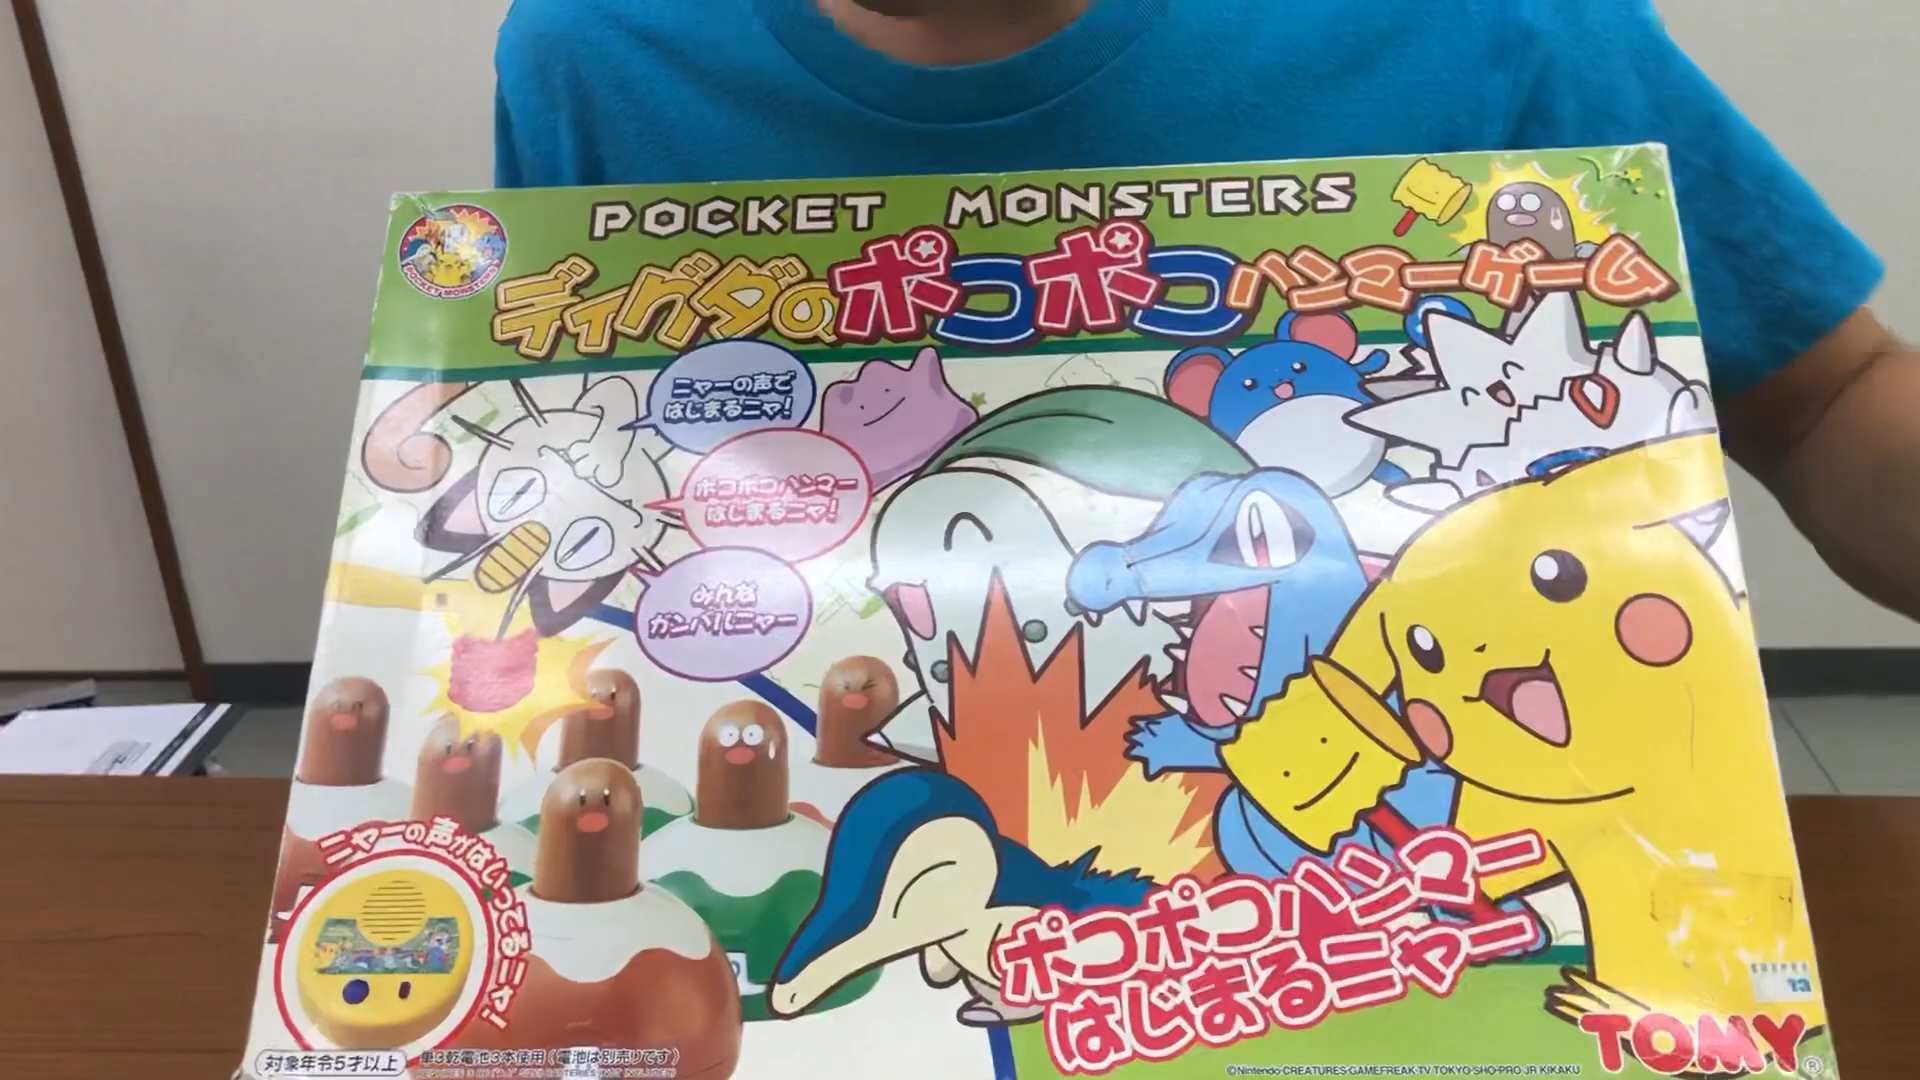 POCKET MONSTERS
POCKET MONSTERS
ディグダのポコポコハンマーゲーム
ニャーの声で
はじまるニャ!
ポコポコハンマー
はじまるニャ!
みんな
ガンバルニャー
ニャーの声がはいってるニャ!
ポコポコハンマー
はじまるニャー
対象年令5才以上
単3乾電池3本使用(電池は別売りです)
TOMY®
©Nintendo・CREATURES・GAMEFREAK・TV TOKYO・SHO-PRO・JR KIKAKU